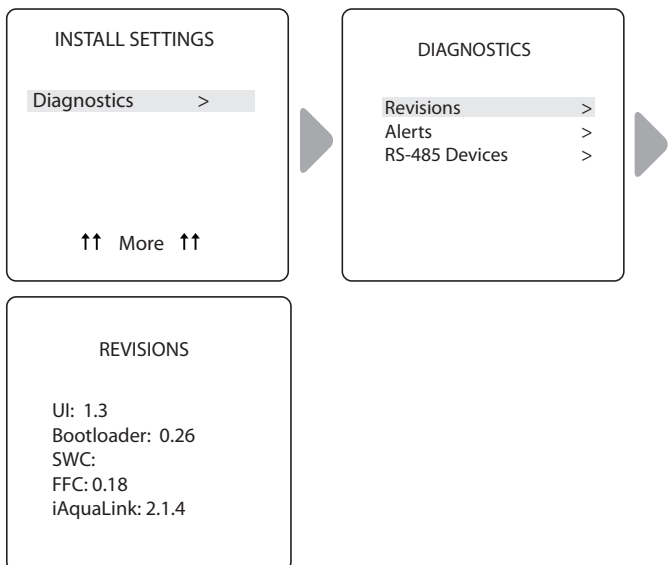 INSTALL SETTINGS
Diagnostics >
↑↑ More ↑↑
DIAGNOSTICS
Revisions >
Alerts >
RS-485 Devices >
REVISIONS
UI: 1.3
Bootloader: 0.26
SWC:
FFC: 0.18
iAquaLink: 2.1.4